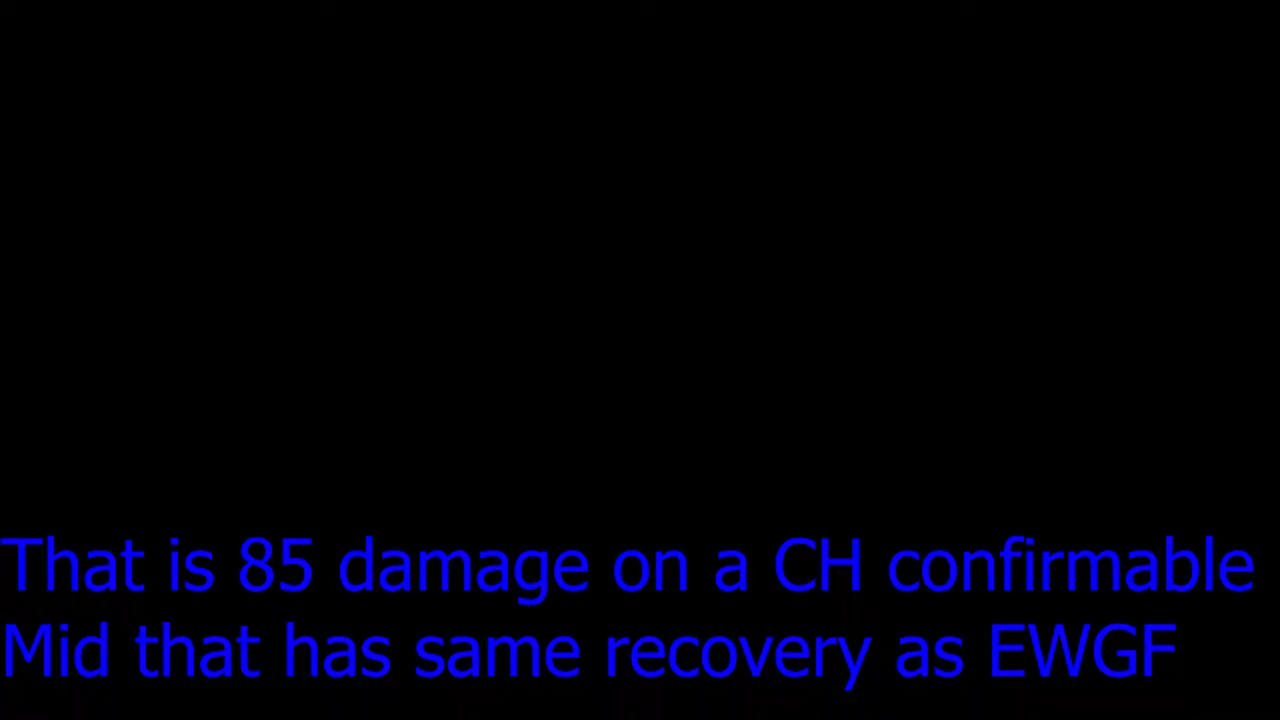 That is 85 damage on a CH confirmable
Mid that has same recovery as EWGF